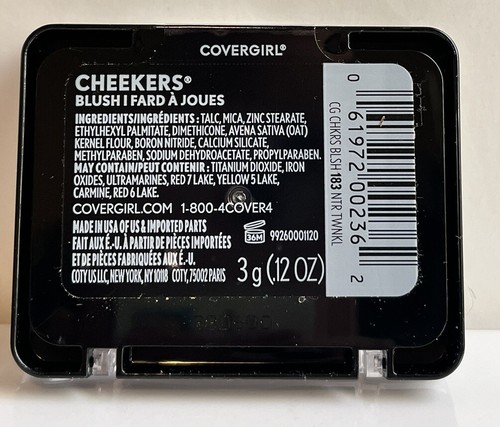 COVERGIRL®
CHEEKERS®
BLUSH I FARD À JOUES
INGREDIENTS/INGRÉDIENTS: TALC, MICA, ZINC STEARATE,
ETHYLHEXYL PALMITATE, DIMETHICONE, AVENA SATIVA (OAT)
KERNEL FLOUR, BORON NITRIDE, CALCIUM SILICATE,
METHYLPARABEN, SODIUM DEHYDROACETATE, PROPYLPARABEN.
MAY CONTAIN/PEUT CONTENIR: TITANIUM DIOXIDE, IRON
OXIDES, ULTRAMARINES, RED 7 LAKE, YELLOW 5 LAKE,
CARMINE, RED 6 LAKE.
COVERGIRL.COM 1-800-4COVER4
MADE IN USA OF US & IMPORTED PARTS
FAIT AUX É.-U. À PARTIR DE PIÈCES IMPORTÉES
ET DE PIÈCES FABRIQUÉES AUX É.-U.
COTY US LLC, NEW YORK, NY 10118 COTY, 75002 PARIS
36M
99260001120
3 g (.12 OZ)
CG CHKRS BLSH 183 NTR TWNKL
0 61972 00236 2